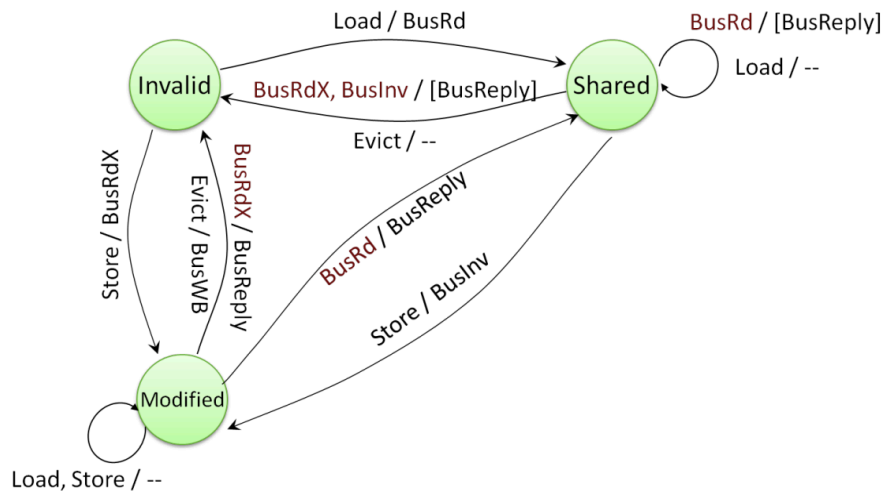 Load / BusRd
BusRd / [BusReply]
Invalid
BusRdX, BusInv / [BusReply]
Shared
Load / --
Evict / --
Store / BusRdX
Evict / BusWB
BusRdX / BusReply
BusRd / BusReply
Store / BusInv
Modified
Load, Store / --